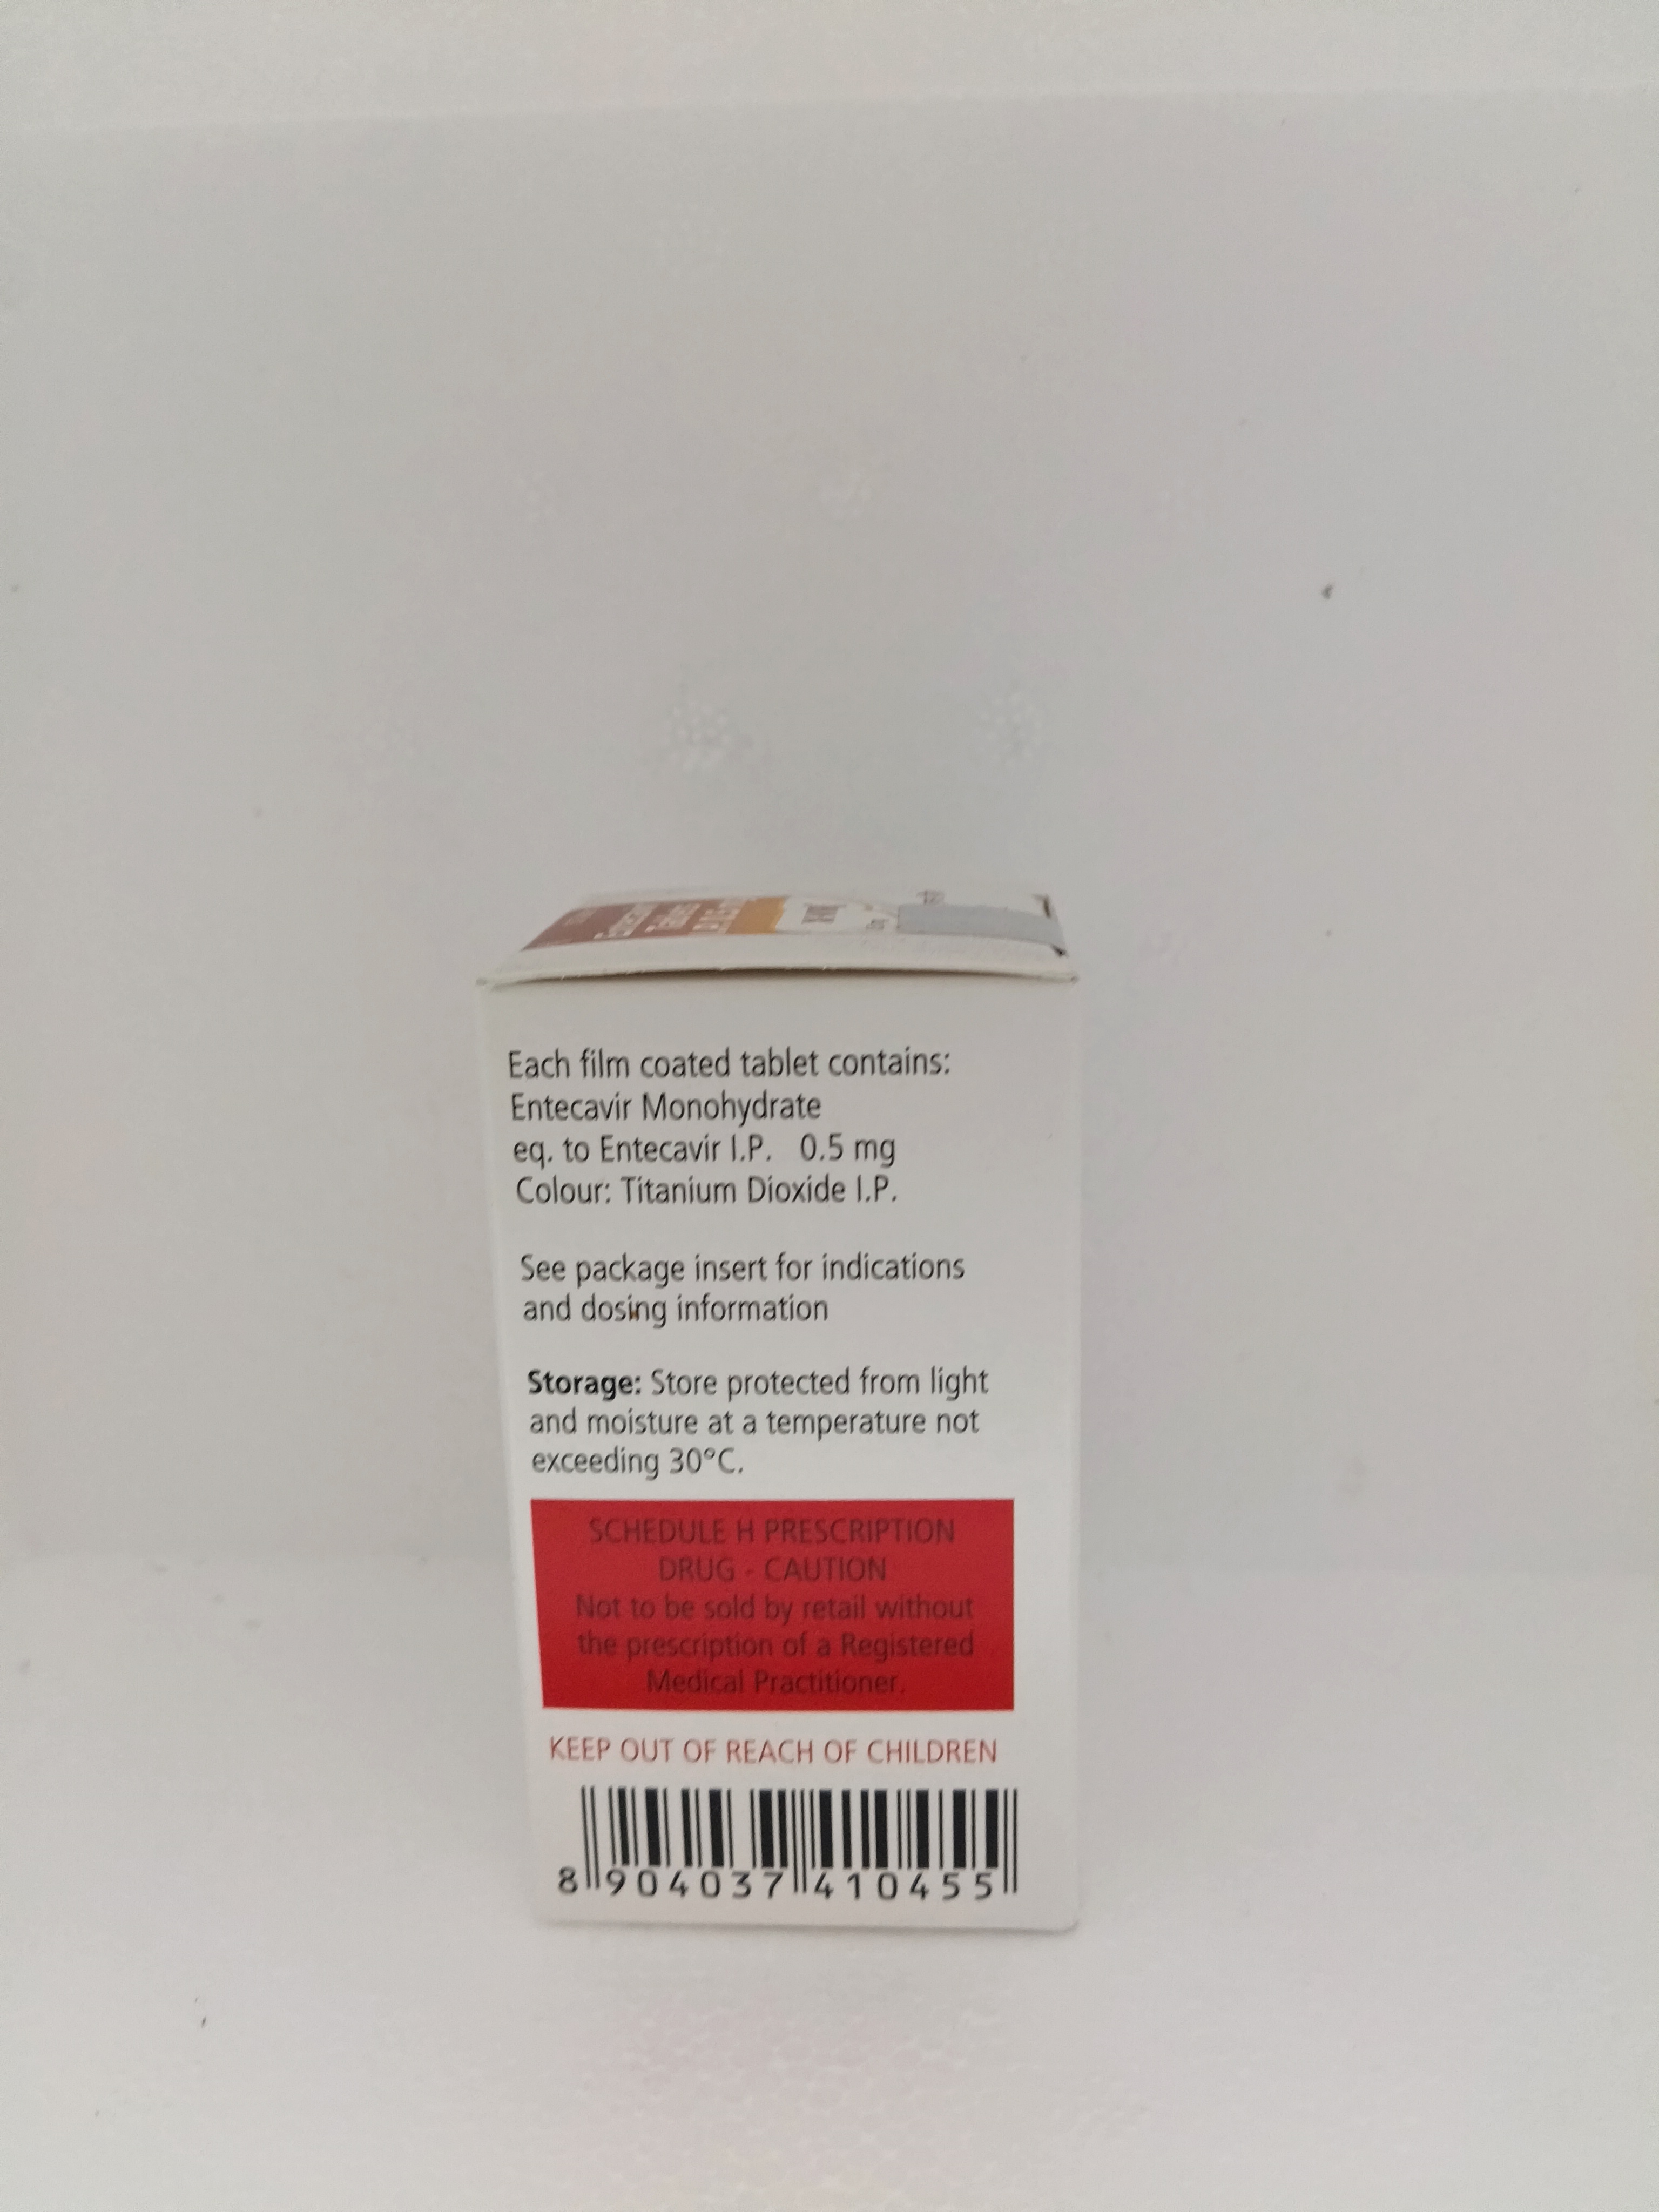 Each film coated tablet contains:
Entecavir Monohydrate
eq. to Entecavir I.P. 0.5 mg
Colour: Titanium Dioxide I.P.
See package insert for indications
and dosing information
Storage: Store protected from light
and moisture at a temperature not
exceeding 30°C.
SCHEDULE H PRESCRIPTION
DRUG - CAUTION
Not to be sold by retail without
the prescription of a Registered
Medical Practitioner.
KEEP OUT OF REACH OF CHILDREN
8 904037 410455